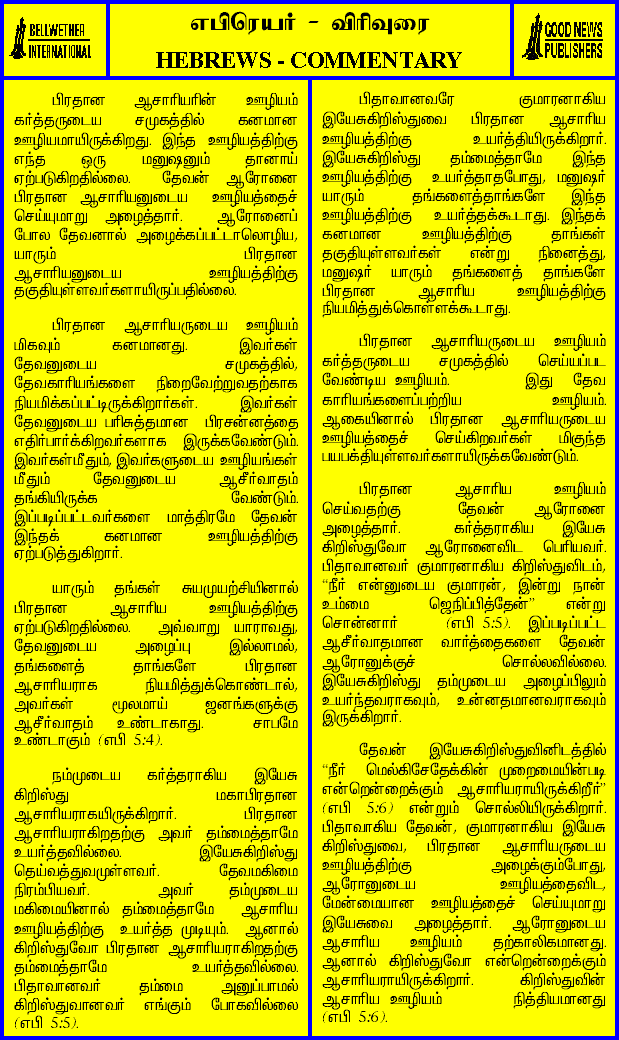 BELLWETHER
INTERNATIONAL
எபிரெயர் - விரிவுரை
HEBREWS - COMMENTARY
GOOD NEWS
PUBLISHERS
பிரதான ஆசாரியரின் ஊழியம்
கர்த்தருடைய சமுகத்தில் கனமான
ஊழியமாயிருக்கிறது. இந்த ஊழியத்திற்கு
எந்த ஒரு மனுஷனும் தானாய்
ஏற்படுகிறதில்லை. தேவன் ஆரோனை
பிரதான ஆசாரியனுடைய ஊழியத்தைச்
செய்யுமாறு அழைத்தார். ஆரோனைப்
போல தேவனால் அழைக்கப்பட்டாலொழிய,
யாரும் பிரதான
ஆசாரியனுடைய ஊழியத்திற்கு
தகுதியுள்ளவர்களாயிருப்பதில்லை.
பிரதான ஆசாரியருடைய ஊழியம்
மிகவும் கனமானது. இவர்கள்
தேவனுடைய சமுகத்தில்,
தேவகாரியங்களை நிறைவேற்றுவதற்காக
நியமிக்கப்பட்டிருக்கிறார்கள். இவர்கள்
தேவனுடைய பரிசுத்தமான பிரசன்னத்தை
எதிர்பார்க்கிறவர்களாக இருக்கவேண்டும்.
இவர்கள்மீதும், இவர்களுடைய ஊழியங்கள்
மீதும் தேவனுடைய ஆசீர்வாதம்
தங்கியிருக்க வேண்டும்.
இப்படிப்பட்டவர்களை மாத்திரமே தேவன்
இந்தக் கனமான ஊழியத்திற்கு
ஏற்படுத்துகிறார்.
யாரும் தங்கள் சுயமுயற்சியினால்
பிரதான ஆசாரிய ஊழியத்திற்கு
ஏற்படுகிறதில்லை. அவ்வாறு யாராவது,
தேவனுடைய அழைப்பு இல்லாமல்,
தங்களைத் தாங்களே பிரதான
ஆசாரியராக நியமித்துக்கொண்டால்,
அவர்கள் மூலமாய் ஜனங்களுக்கு
ஆசீர்வாதம் உண்டாகாது. சாபமே
உண்டாகும் (எபி 5:4).
நம்முடைய கர்த்தராகிய இயேசு
கிறிஸ்து மகாபிரதான
ஆசாரியராகயிருக்கிறார். பிரதான
ஆசாரியராகிறதற்கு அவர் தம்மைத்தாமே
உயர்த்தவில்லை. இயேசுகிறிஸ்து
தெய்வத்துவமுள்ளவர். தேவமகிமை
நிரம்பியவர். அவர் தம்முடைய
மகிமையினால் தம்மைத்தாமே ஆசாரிய
ஊழியத்திற்கு உயர்த்த முடியும். ஆனால்
கிறிஸ்துவோ பிரதான ஆசாரியராகிறதற்கு
தம்மைத்தாமே உயர்த்தவில்லை.
பிதாவானவர் தம்மை அனுப்பாமல்
கிறிஸ்துவானவர் எங்கும் போகவில்லை
(எபி 5:5).
பிதாவானவரே குமாரனாகிய
இயேசுகிறிஸ்துவை பிரதான ஆசாரிய
ஊழியத்திற்கு உயர்த்தியிருக்கிறார்.
இயேசுகிறிஸ்து தம்மைத்தாமே இந்த
ஊழியத்திற்கு உயர்த்தாதபோது, மனுஷர்
யாரும் தங்களைத்தாங்களே இந்த
ஊழியத்திற்கு உயர்த்தக்கூடாது. இந்தக்
கனமான ஊழியத்திற்கு தாங்கள்
தகுதியுள்ளவர்கள் என்று நினைத்து,
மனுஷர் யாரும் தங்களைத் தாங்களே
பிரதான ஆசாரிய ஊழியத்திற்கு
நியமித்துக்கொள்ளக்கூடாது.
பிரதான ஆசாரியருடைய ஊழியம்
கர்த்தருடைய சமுகத்தில் செய்யப்பட
வேண்டிய ஊழியம். இது தேவ
காரியங்களைப்பற்றிய ஊழியம்.
ஆகையினால் பிரதான ஆசாரியருடைய
ஊழியத்தைச் செய்கிறவர்கள் மிகுந்த
பயபக்தியுள்ளவர்களாயிருக்கவேண்டும்.
பிரதான ஆசாரிய ஊழியம்
செய்வதற்கு தேவன் ஆரோனை
அழைத்தார். கர்த்தராகிய இயேசு
கிறிஸ்துவோ ஆரோனைவிட பெரியவர்.
பிதாவானவர் குமாரனாகிய கிறிஸ்துவிடம்,
“நீர் என்னுடைய குமாரன், இன்று நான்
உம்மை ஜெநிப்பித்தேன்” என்று
சொன்னார் (எபி 5:5). இப்படிப்பட்ட
ஆசீர்வாதமான வார்த்தைகளை தேவன்
ஆரோனுக்குச் சொல்லவில்லை.
இயேசுகிறிஸ்து தம்முடைய அழைப்பிலும்
உயர்ந்தவராகவும், உன்னதமானவராகவும்
இருக்கிறார்.
தேவன் இயேசுகிறிஸ்துவினிடத்தில்
“நீர் மெல்கிசேதேக்கின் முறைமையின்படி
என்றென்றைக்கும் ஆசாரியராயிருக்கிறீர்”
(எபி 5:6) என்றும் சொல்லியிருக்கிறார்.
பிதாவாகிய தேவன், குமாரனாகிய இயேசு
கிறிஸ்துவை, பிரதான ஆசாரியருடைய
ஊழியத்திற்கு அழைக்கும்போது,
ஆரோனுடைய ஊழியத்தைவிட,
மேன்மையான ஊழியத்தைச் செய்யுமாறு
இயேசுவை அழைத்தார். ஆரோனுடைய
ஆசாரிய ஊழியம் தற்காலிகமானது.
ஆனால் கிறிஸ்துவோ என்றென்றைக்கும்
ஆசாரியராயிருக்கிறார். கிறிஸ்துவின்
ஆசாரிய ஊழியம் நித்தியமானது
(எபி 5:6).